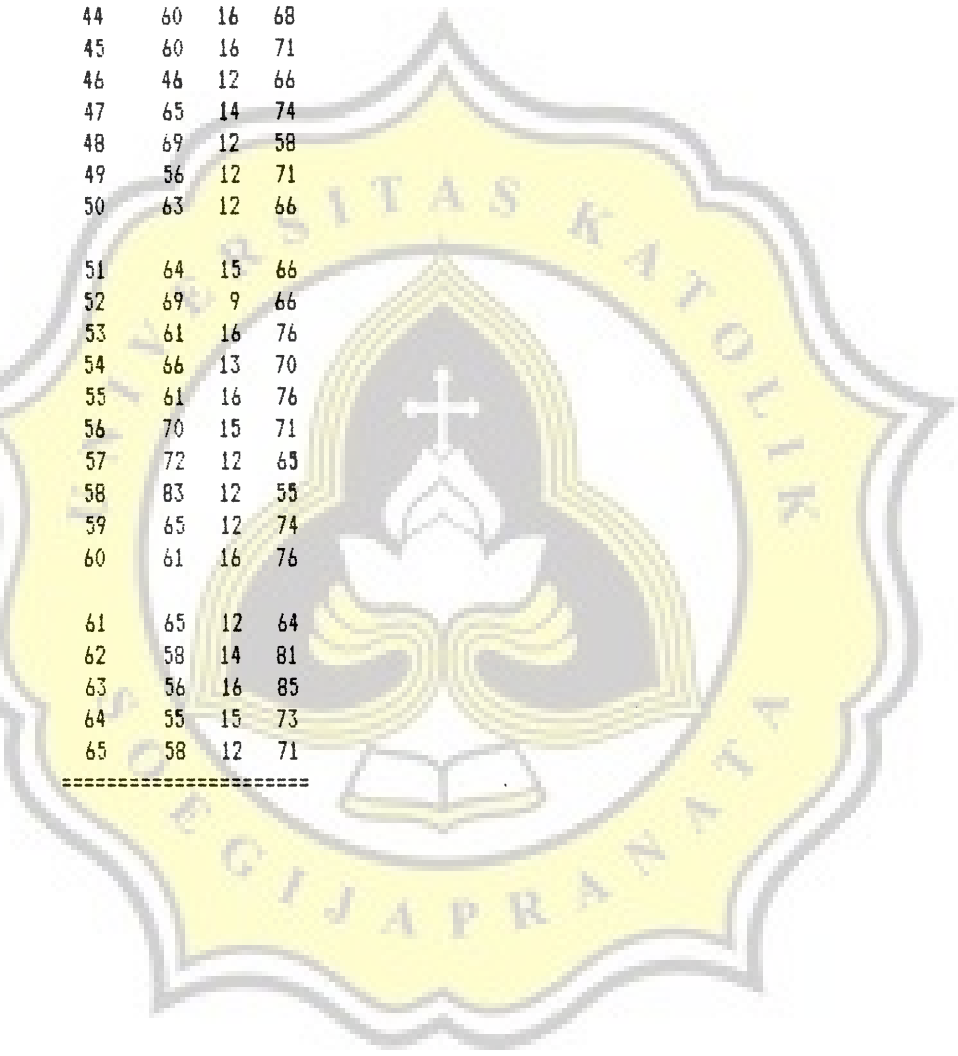 44 60 16 68
45 60 16 71
46 46 12 66
47 65 14 74
48 69 12 58
49 56 12 71
50 63 12 66
51 64 15 66
52 69 9 66
53 61 16 76
54 66 13 70
55 61 16 76
56 70 15 71
57 72 12 65
58 83 12 55
59 65 12 74
60 61 16 76
61 65 12 64
62 58 14 81
63 56 16 85
64 55 15 73
65 58 12 71
=======================
UNIVERSITAS KATOLIK
SOEGIJAPRANATA